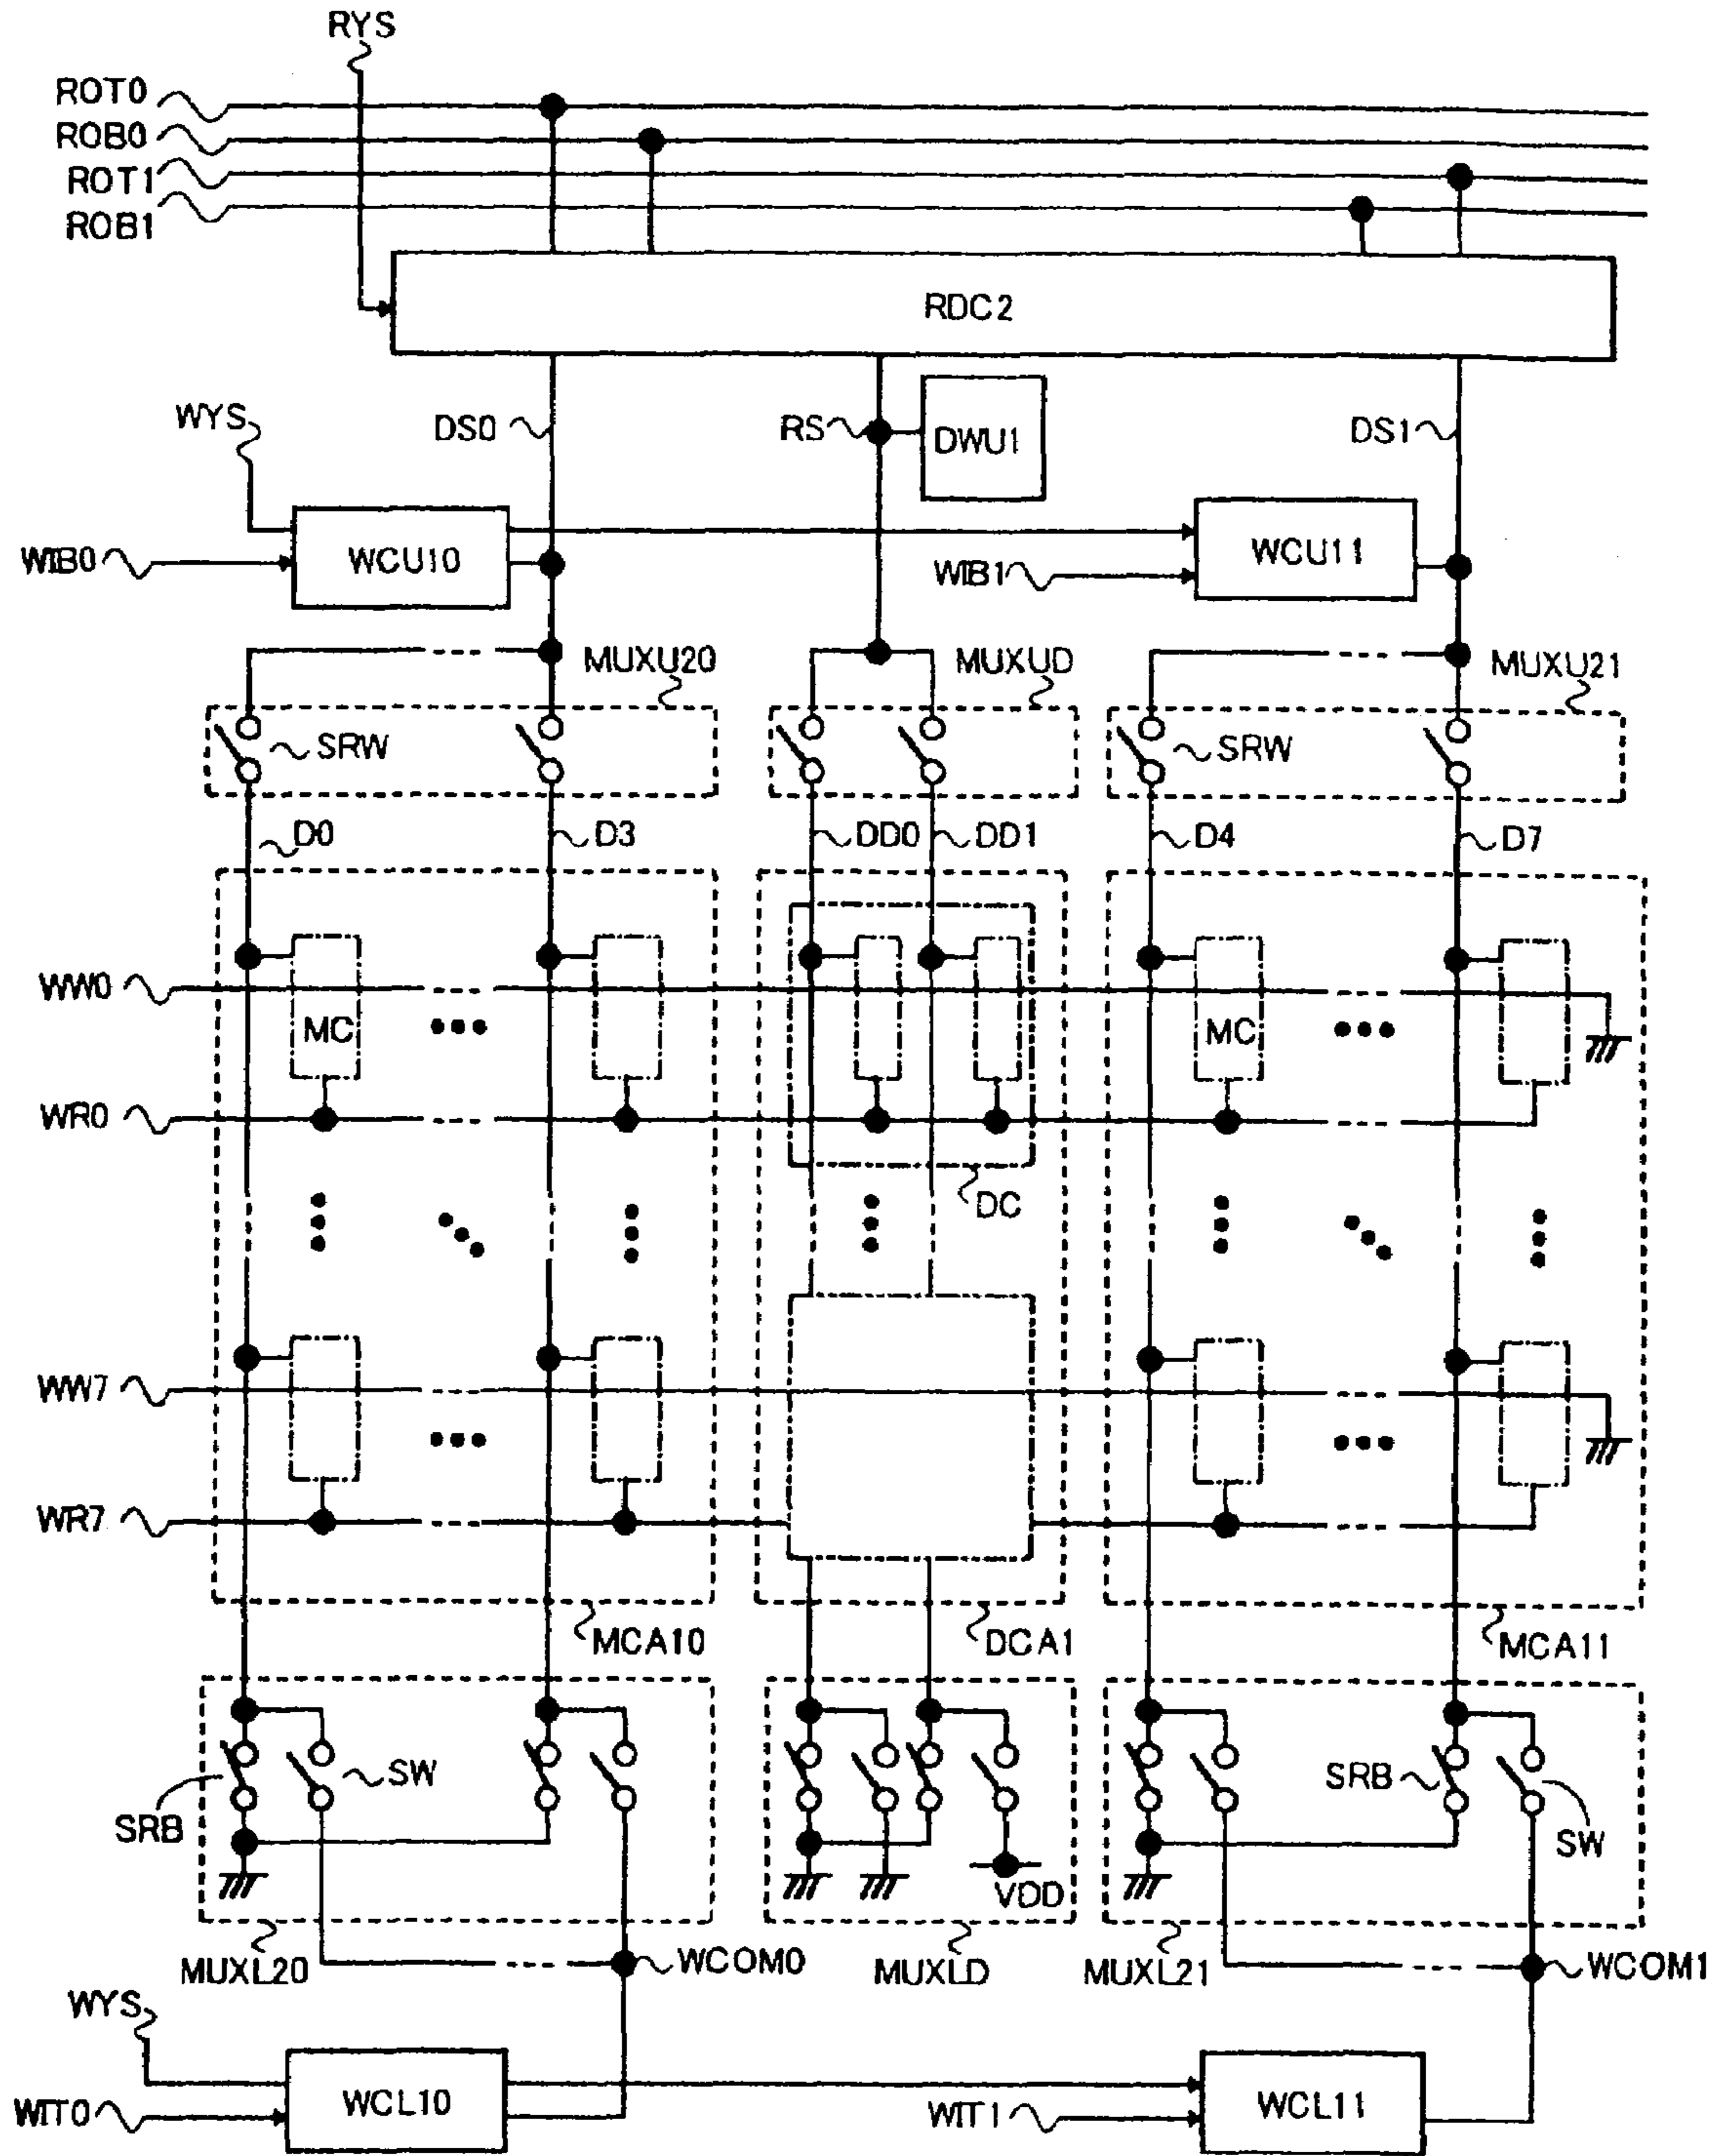 RYS
ROT0
ROB0
ROT1
ROB1
RDC2
WYS
DS0
RS
DWU1
DS1
WIB0
WCU10
WIB1
WCU11
MUXU20
MUXUD
MUXU21
SRW
SRW
D0
D3
DD0
DD1
D4
D7
WW0
MC
MC
WR0
DC
WW7
WR7
MCA10
DCA1
MCA11
SRB
SW
SRB
SW
VDD
MUXL20
WCOM0
MUXLD
MUXL21
WCOM1
WYS
WIT0
WCL10
WIT1
WCL11